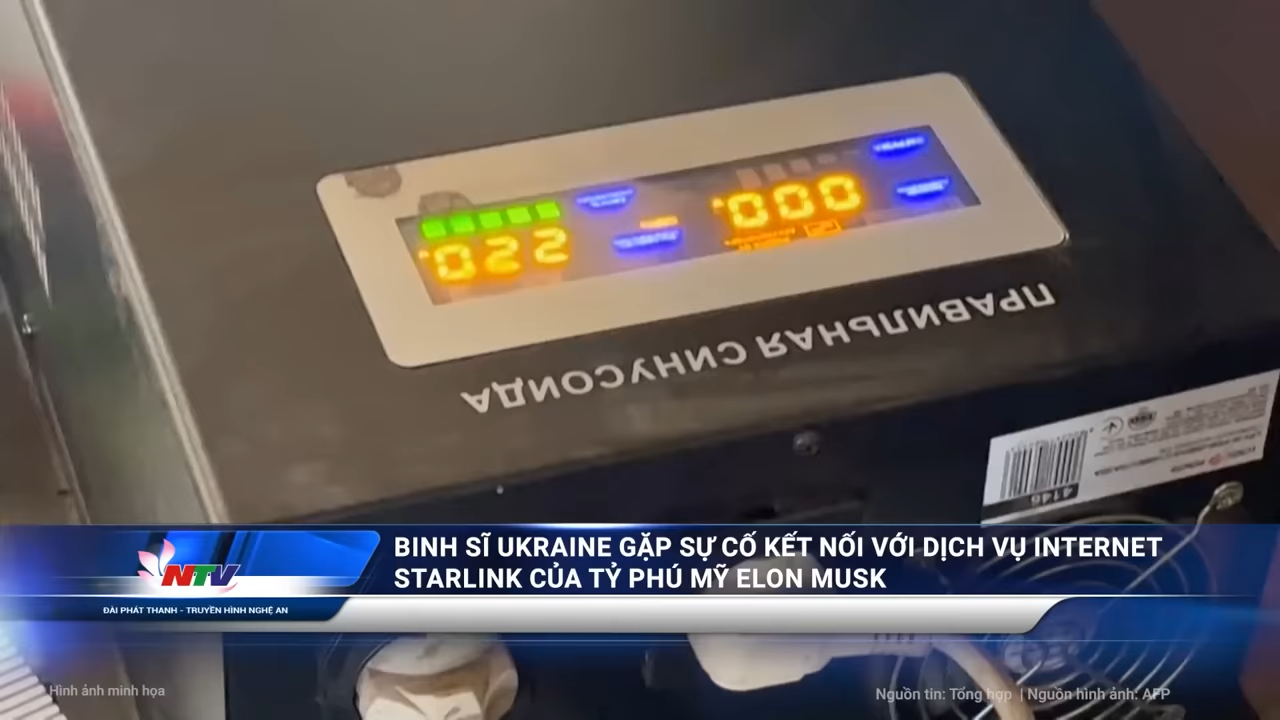 000
220
ПРАВИЛЬНАЯ СИНУСОИДА
4146
BINH SĨ UKRAINE GẶP SỰ CỐ KẾT NỐI VỚI DỊCH VỤ INTERNET
STARLINK CỦA TỶ PHÚ MỸ ELON MUSK
NTV
ĐÀI PHÁT THANH - TRUYỀN HÌNH NGHỆ AN
Hình ảnh minh họa
Nguồn tin: Tổng hợp | Nguồn hình ảnh: AFP